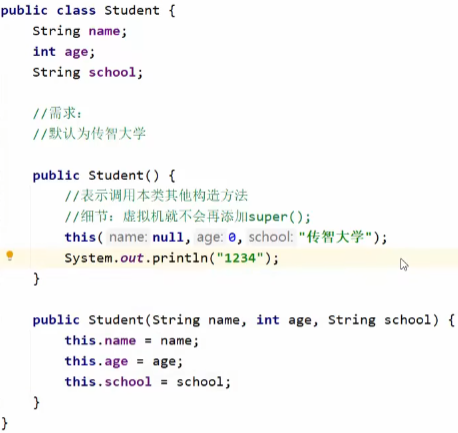 public class Student {
String name;
int age;
String school;
//需求：
//默认为传智大学
public Student() {
//表示调用本类其他构造方法
//细节：虚拟机就不会再添加super();
this( name: null, age: 0, school: "传智大学");
System.out.println("1234");
}
public Student(String name, int age, String school) {
this.name = name;
this.age = age;
this.school = school;
}
}